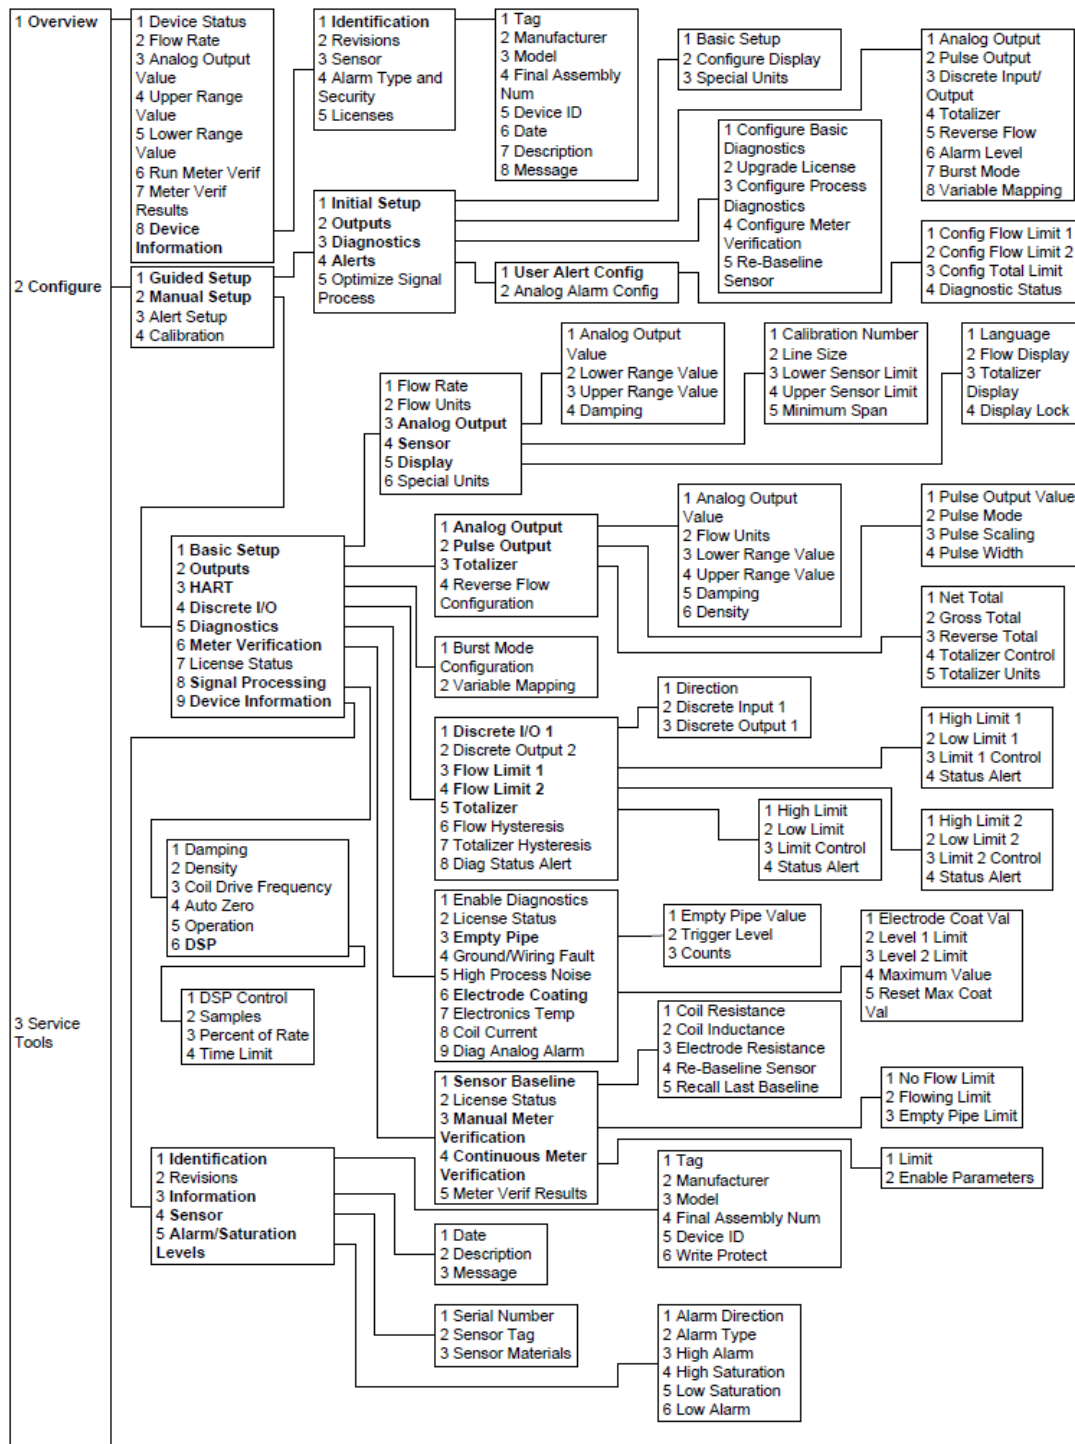 1 Overview
1 Device Status
2 Flow Rate
3 Analog Output
Value
4 Upper Range
Value
5 Lower Range
Value
6 Run Meter Verif
7 Meter Verif
Results
8 Device
Information
1 Identification
2 Revisions
3 Sensor
4 Alarm Type and
Security
5 Licenses
1 Tag
2 Manufacturer
3 Model
4 Final Assembly
Num
5 Device ID
6 Date
7 Description
8 Message
1 Basic Setup
2 Configure Display
3 Special Units
1 Analog Output
2 Pulse Output
3 Discrete Input/
Output
4 Totalizer
5 Reverse Flow
6 Alarm Level
7 Burst Mode
8 Variable Mapping
1 Configure Basic
Diagnostics
2 Upgrade License
3 Configure Process
Diagnostics
4 Configure Meter
Verification
5 Re-Baseline
Sensor
1 Initial Setup
2 Outputs
3 Diagnostics
4 Alerts
5 Optimize Signal
Process
1 User Alert Config
2 Analog Alarm Config
1 Config Flow Limit 1
2 Config Flow Limit 2
3 Config Total Limit
4 Diagnostic Status
2 Configure
1 Guided Setup
2 Manual Setup
3 Alert Setup
4 Calibration
1 Flow Rate
2 Flow Units
3 Analog Output
4 Sensor
5 Display
6 Special Units
1 Analog Output
Value
2 Lower Range Value
3 Upper Range Value
4 Damping
1 Calibration Number
2 Line Size
3 Lower Sensor Limit
4 Upper Sensor Limit
5 Minimum Span
1 Language
2 Flow Display
3 Totalizer
Display
4 Display Lock
1 Basic Setup
2 Outputs
3 HART
4 Discrete I/O
5 Diagnostics
6 Meter Verification
7 License Status
8 Signal Processing
9 Device Information
1 Analog Output
2 Pulse Output
3 Totalizer
4 Reverse Flow
Configuration
1 Analog Output
Value
2 Flow Units
3 Lower Range Value
4 Upper Range Value
5 Damping
6 Density
1 Pulse Output Value
2 Pulse Mode
3 Pulse Scaling
4 Pulse Width
1 Net Total
2 Gross Total
3 Reverse Total
4 Totalizer Control
5 Totalizer Units
1 Burst Mode
Configuration
2 Variable Mapping
1 Direction
2 Discrete Input 1
3 Discrete Output 1
1 Discrete I/O 1
2 Discrete Output 2
3 Flow Limit 1
4 Flow Limit 2
5 Totalizer
6 Flow Hysteresis
7 Totalizer Hysteresis
8 Diag Status Alert
1 High Limit 1
2 Low Limit 1
3 Limit 1 Control
4 Status Alert
1 High Limit
2 Low Limit
3 Limit Control
4 Status Alert
1 High Limit 2
2 Low Limit 2
3 Limit 2 Control
4 Status Alert
1 Damping
2 Density
3 Coil Drive Frequency
4 Auto Zero
5 Operation
6 DSP
1 Enable Diagnostics
2 License Status
3 Empty Pipe
4 Ground/Wiring Fault
5 High Process Noise
6 Electrode Coating
7 Electronics Temp
8 Coil Current
9 Diag Analog Alarm
1 Empty Pipe Value
2 Trigger Level
3 Counts
1 Electrode Coat Val
2 Level 1 Limit
3 Level 2 Limit
4 Maximum Value
5 Reset Max Coat
Val
3 Service
Tools
1 DSP Control
2 Samples
3 Percent of Rate
4 Time Limit
1 Coil Resistance
2 Coil Inductance
3 Electrode Resistance
4 Re-Baseline Sensor
5 Recall Last Baseline
1 Sensor Baseline
2 License Status
3 Manual Meter
Verification
4 Continuous Meter
Verification
5 Meter Verif Results
1 No Flow Limit
2 Flowing Limit
3 Empty Pipe Limit
1 Limit
2 Enable Parameters
1 Identification
2 Revisions
3 Information
4 Sensor
5 Alarm/Saturation
Levels
1 Tag
2 Manufacturer
3 Model
4 Final Assembly Num
5 Device ID
6 Write Protect
1 Date
2 Description
3 Message
1 Serial Number
2 Sensor Tag
3 Sensor Materials
1 Alarm Direction
2 Alarm Type
3 High Alarm
4 High Saturation
5 Low Saturation
6 Low Alarm